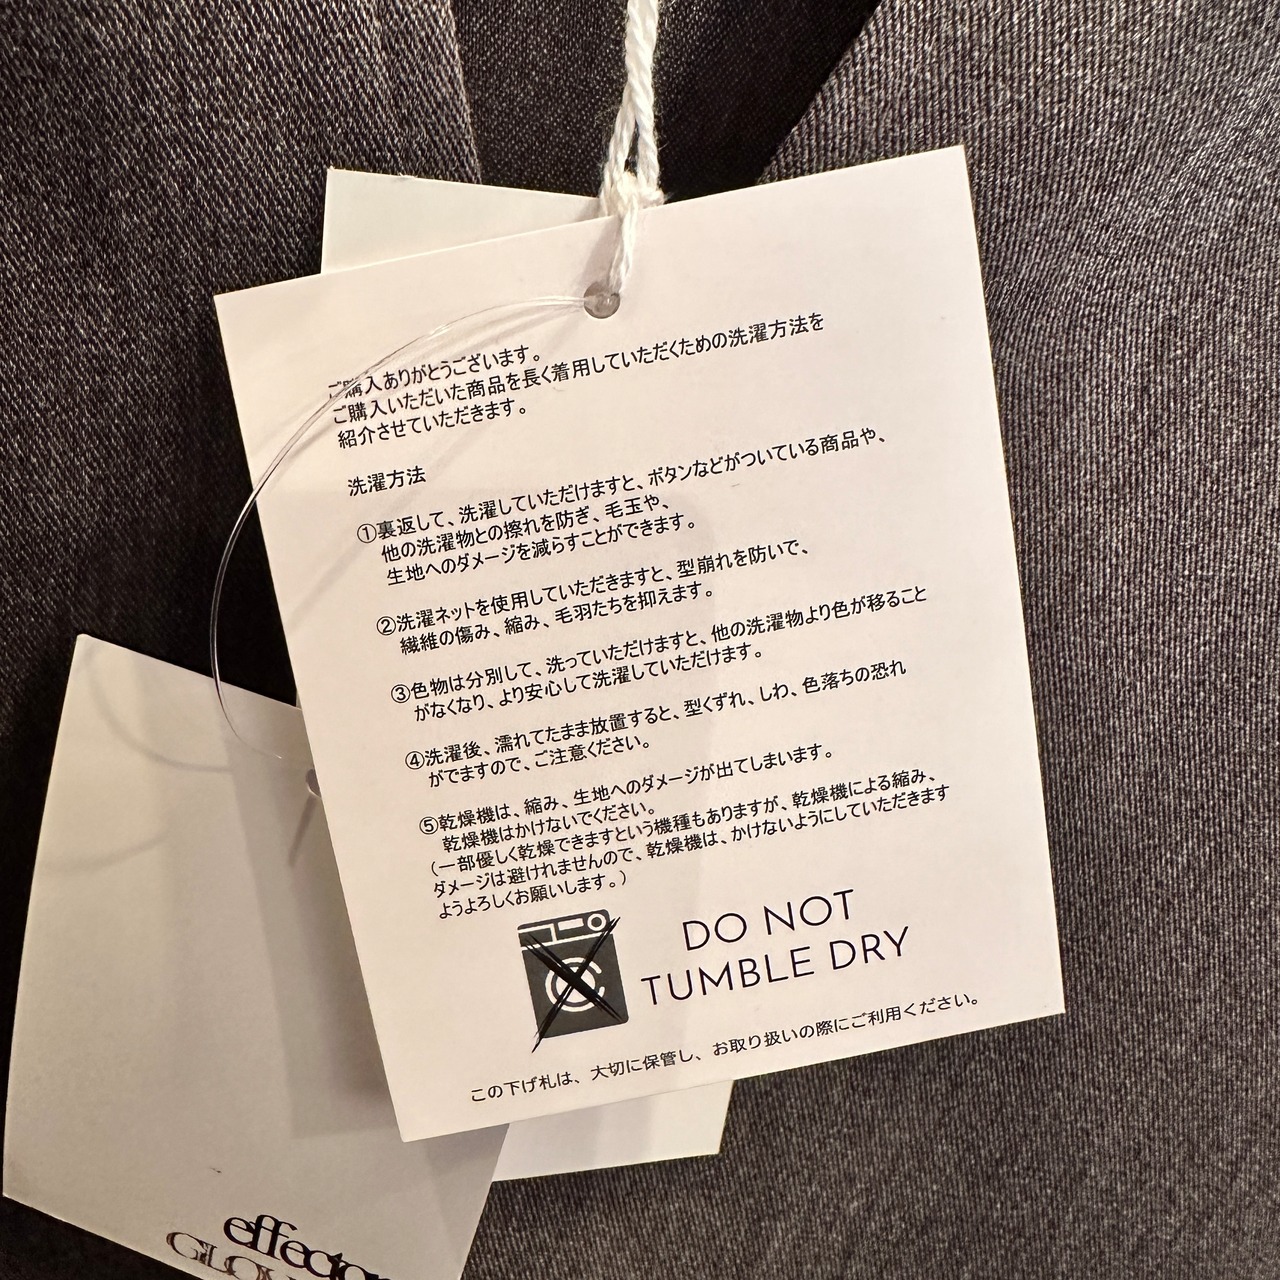 ご購入ありがとうございます。
ご購入いただいた商品を長く着用していただくための洗濯方法を
紹介させていただきます。
洗濯方法
①裏返して、洗濯していただけますと、ボタンなどがついている商品や、
他の洗濯物との擦れを防ぎ、毛玉や、
生地へのダメージを減らすことができます。
②洗濯ネットを使用していただきますと、型崩れを防いで、
繊維の傷み、縮み、毛羽たちを抑えます。
③色物は分別して、洗っていただけますと、他の洗濯物より色が移ること
がなくなり、より安心して洗濯していただけます。
④洗濯後、濡れてたまま放置すると、型くずれ、しわ、色落ちの恐れ
がでますので、ご注意ください。
⑤乾燥機は、縮み、生地へのダメージが出てしまいます。
乾燥機はかけないでください。
(一部優しく乾燥できますという機種もありますが、乾燥機による縮み、
ダメージは避けれませんので、乾燥機は、かけないようにしていただきます
ようよろしくお願いします。)
DO NOT
TUMBLE DRY
この下げ札は、大切に保管し、お取り扱いの際にご利用ください。
effector